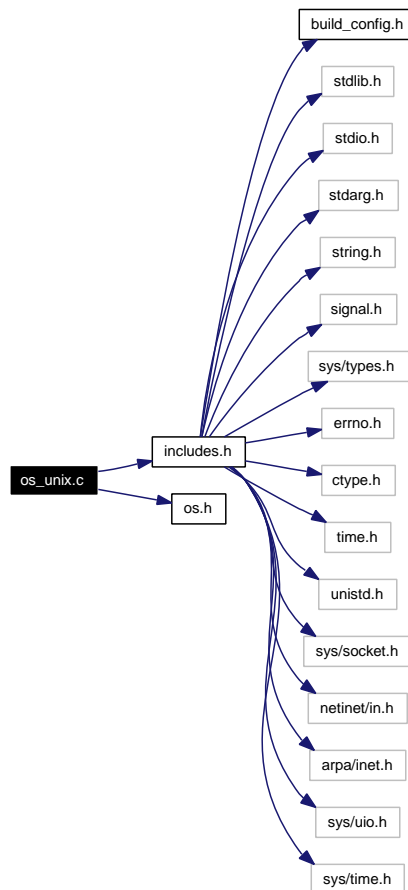 build_config.h
stdlib.h
stdio.h
stdarg.h
string.h
signal.h
sys/types.h
errno.h
includes.h
ctype.h
os_unix.c
os.h
time.h
unistd.h
sys/socket.h
netinet/in.h
arpa/inet.h
sys/uio.h
sys/time.h